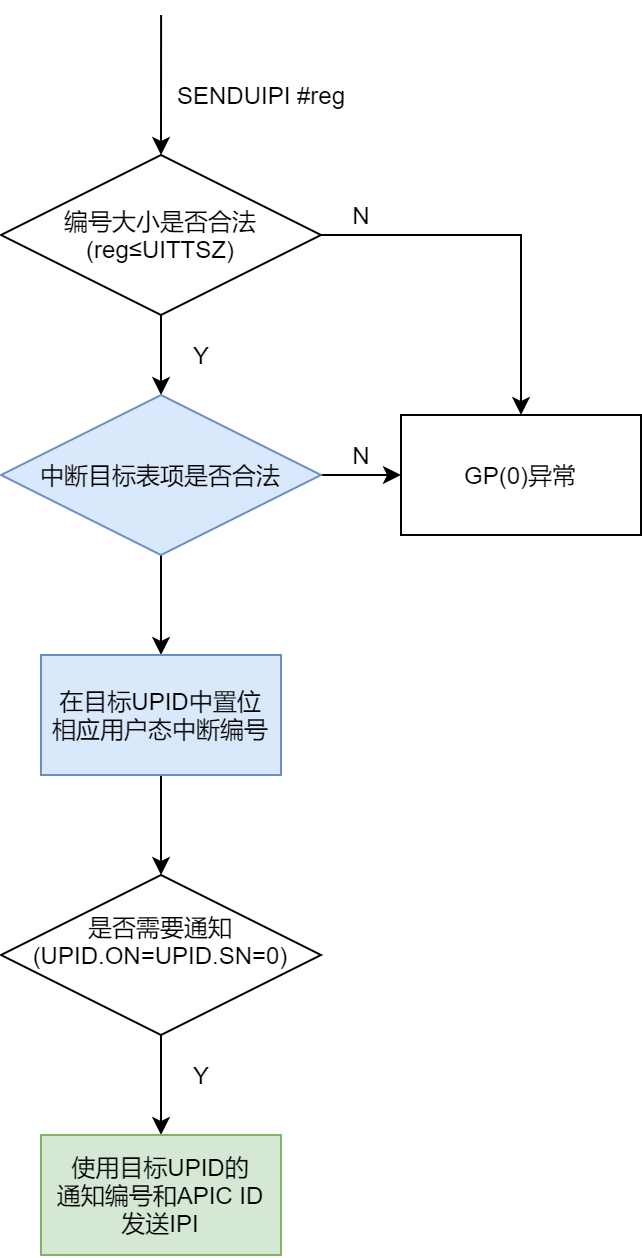 SENDUIPI #reg
编号大小是否合法
(reg≤UITTSZ)
N
Y
中断目标表项是否合法
N
GP(0)异常
在目标UPID中置位
相应用户态中断编号
是否需要通知
(UPID.ON=UPID.SN=0)
Y
使用目标UPID的
通知编号和APIC ID
发送IPI